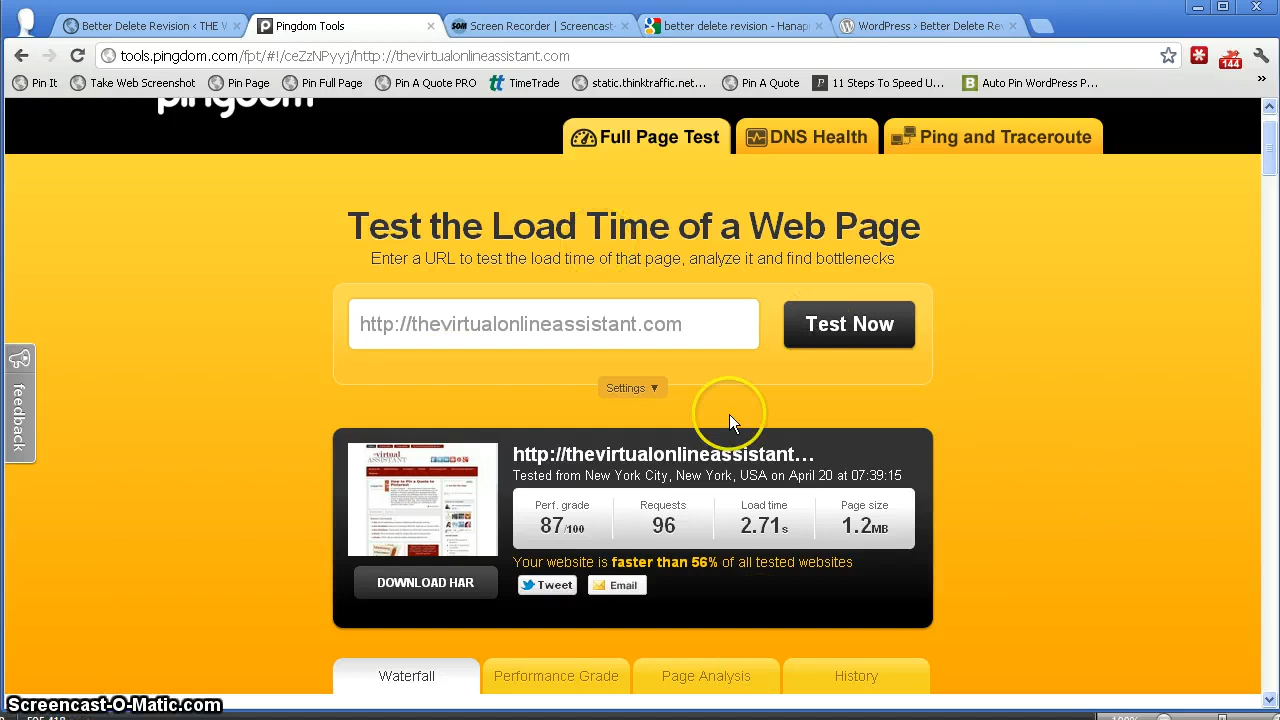 Better Delete Revision < THE V
Pingdom Tools
Screen Recorder | Screencast-
better dalete revision - Hanap
WordPress › Better Delete Rev
tools.pingdom.com/fpt/#!/ceZzNPyyj/http://thevirtualonlineassistant.com
144
Pin It
Take Web Screenshot
Pin Page
Pin Full Page
Pin A Quote PRO
TimeTrade
static.thinktraffic.net...
Pin A Quote
11 Steps To Speed U...
Auto Pin WordPress P...
»
pingdom
Full Page Test
DNS Health
Ping and Traceroute
Test the Load Time of a Web Page
Enter a URL to test the load time of that page, analyze it and find bottlenecks
http://thevirtualonlineassistant.com
Test Now
Settings ▼
feedback
http://thevirtualonlineassistant...
Tested from New York City, New York, USA on April 20 at 07:39:15
Perf. grade
Requests
Load time
Page size
87/100
96
2.71s
1.2MB
Your website is faster than 56% of all tested websites
DOWNLOAD HAR
Tweet
Email
Waterfall
Performance Grade
Page Analysis
History
Screencast-O-Matic.com